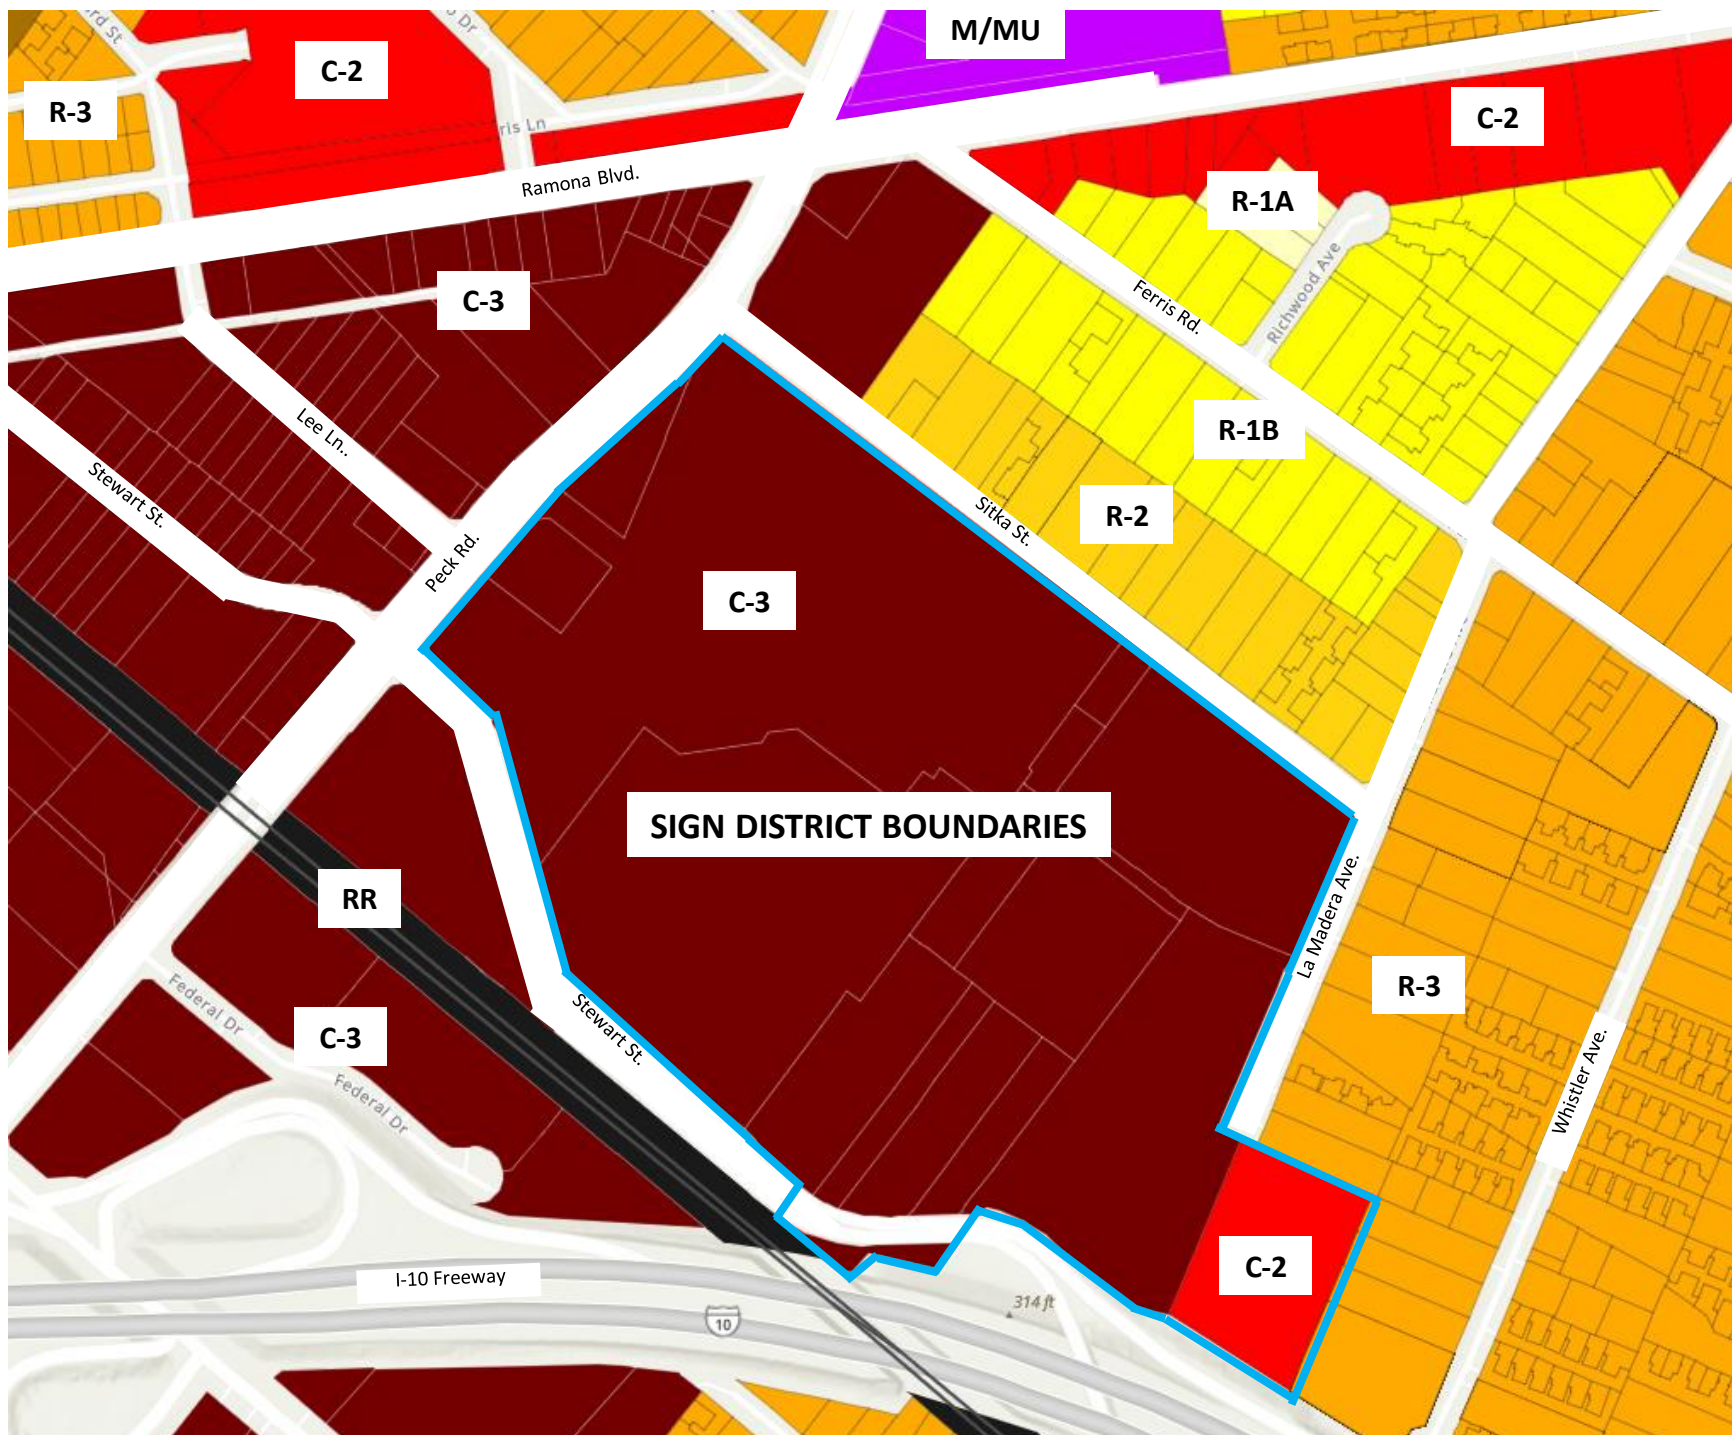 M/MU
C-2
R-3
C-2
Ramona Blvd.
R-1A
Richwood Ave
C-3
Ferris Rd.
Lee Ln..
R-1B
Stewart St.
R-2
Sitka St.
Peck Rd.
C-3
SIGN DISTRICT BOUNDARIES
RR
La Madera Ave.
R-3
Federal Dr
C-3
Stewart St.
Whistler Ave.
Federal Dr
C-2
I-10 Freeway
314 ft
10